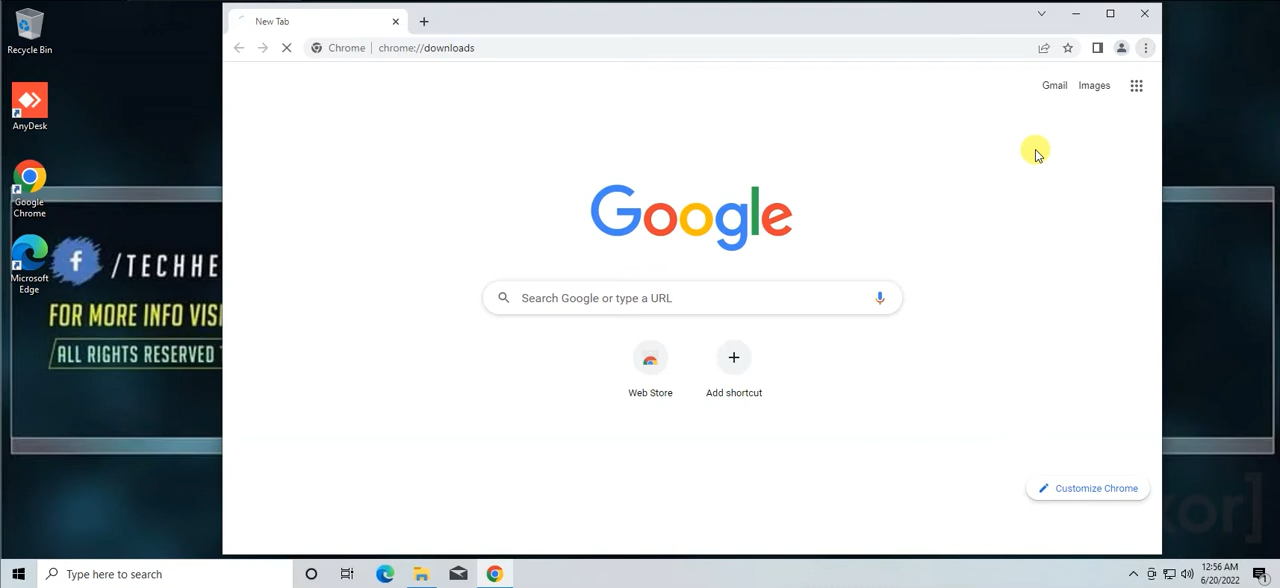 Recycle Bin
AnyDesk
Google
Chrome
Microsoft
Edge
/TECHHE
FOR MORE INFO VISI
ALL RIGHTS RESERVED
New Tab
Chrome
chrome://downloads
Gmail
Images
Google
Search Google or type a URL
Web Store
Add shortcut
Customize Chrome
kor]
Type here to search
12:56 AM
6/20/2022